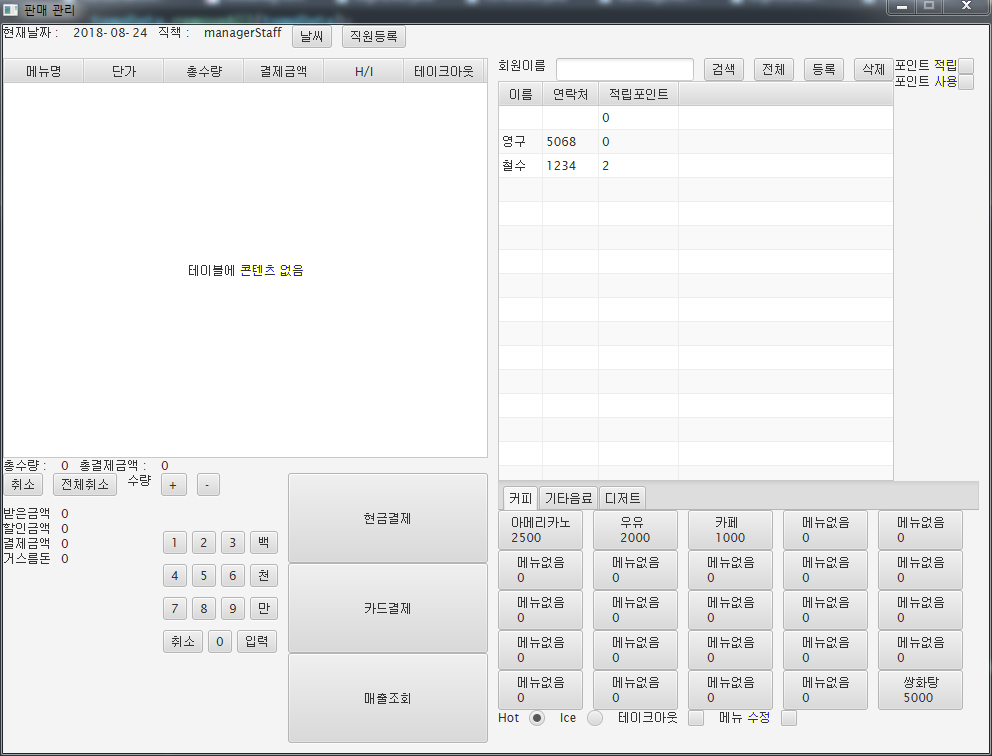 판매 관리
현재날짜 : 2018-08-24 직책 : managerStaff 날씨 직원등록
메뉴명 단가 총수량 결제금액 H/I 테이크아웃
테이블에 콘텐츠 없음
총수량 : 0 총결제금액 : 0
취소 전체취소 수량 + -
받은금액 0
할인금액 0
결제금액 0
거스름돈 0
1 2 3 백
4 5 6 천
7 8 9 만
취소 0 입력
현금결제
카드결제
매출조회
회원이름 검색 전체 등록 삭제 포인트 적립
포인트 사용
이름 연락처 적립포인트
0
영구 5068 0
철수 1234 2
커피 기타음료 디저트
아메리카노 우유 카페 메뉴없음 메뉴없음
2500 2000 1000 0 0
메뉴없음 메뉴없음 메뉴없음 메뉴없음 메뉴없음
0 0 0 0 0
메뉴없음 메뉴없음 메뉴없음 메뉴없음 메뉴없음
0 0 0 0 0
메뉴없음 메뉴없음 메뉴없음 메뉴없음 메뉴없음
0 0 0 0 0
메뉴없음 메뉴없음 메뉴없음 메뉴없음 쌍화탕
0 0 0 0 5000
Hot Ice 테이크아웃 메뉴 수정